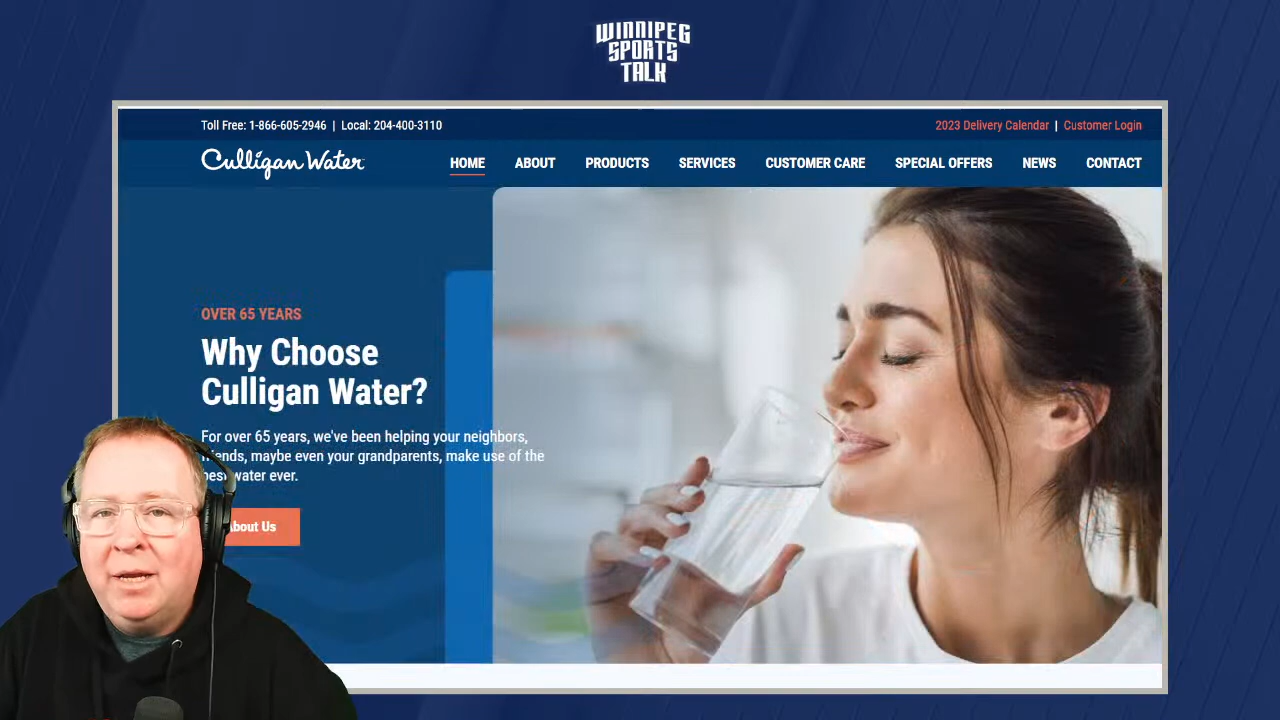 WINNIPEG
SPORTS
TALK
Toll Free: 1-866-605-2946 | Local: 204-400-3110
2023 Delivery Calendar | Customer Login
Culligan Water
HOME ABOUT PRODUCTS SERVICES CUSTOMER CARE SPECIAL OFFERS NEWS CONTACT
OVER 65 YEARS
Why Choose
Culligan Water?
For over 65 years, we've been helping your neighbors,
friends, maybe even your grandparents, make use of the
best water ever.
About Us